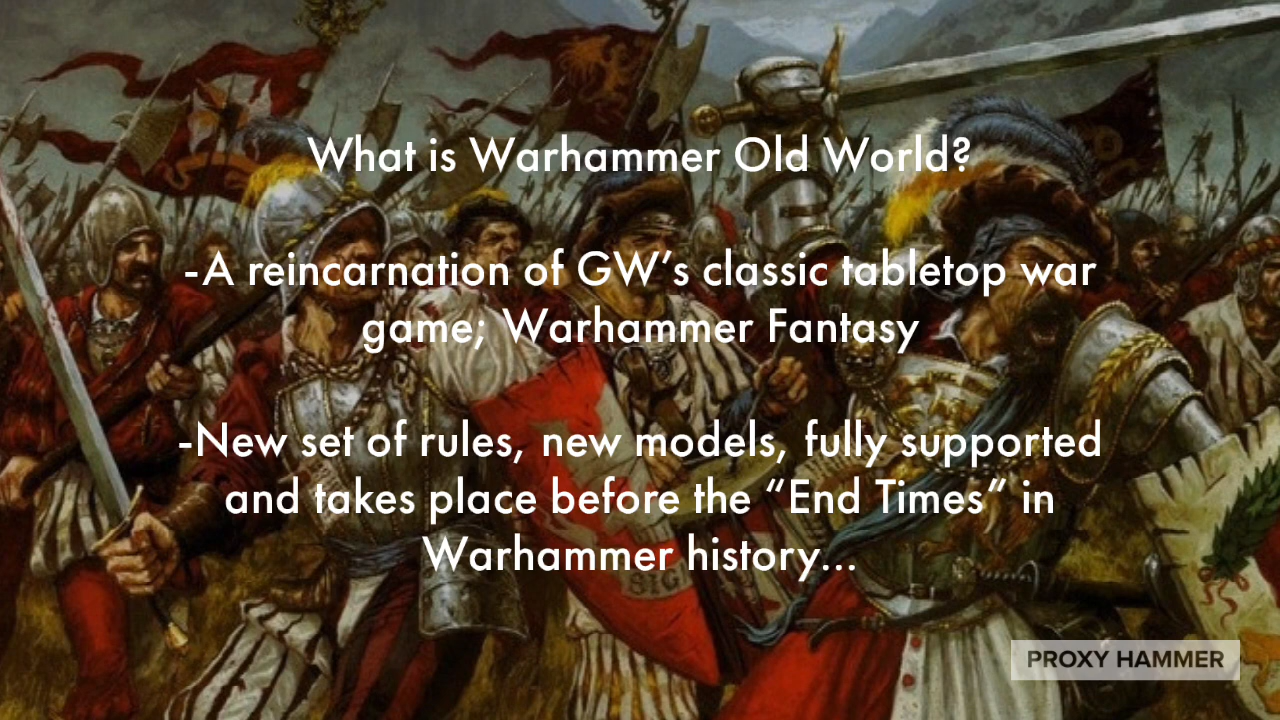 What is Warhammer Old World?
-A reincarnation of GW’s classic tabletop war
game; Warhammer Fantasy
-New set of rules, new models, fully supported
and takes place before the “End Times” in
Warhammer history...
SIG
PROXY HAMMER